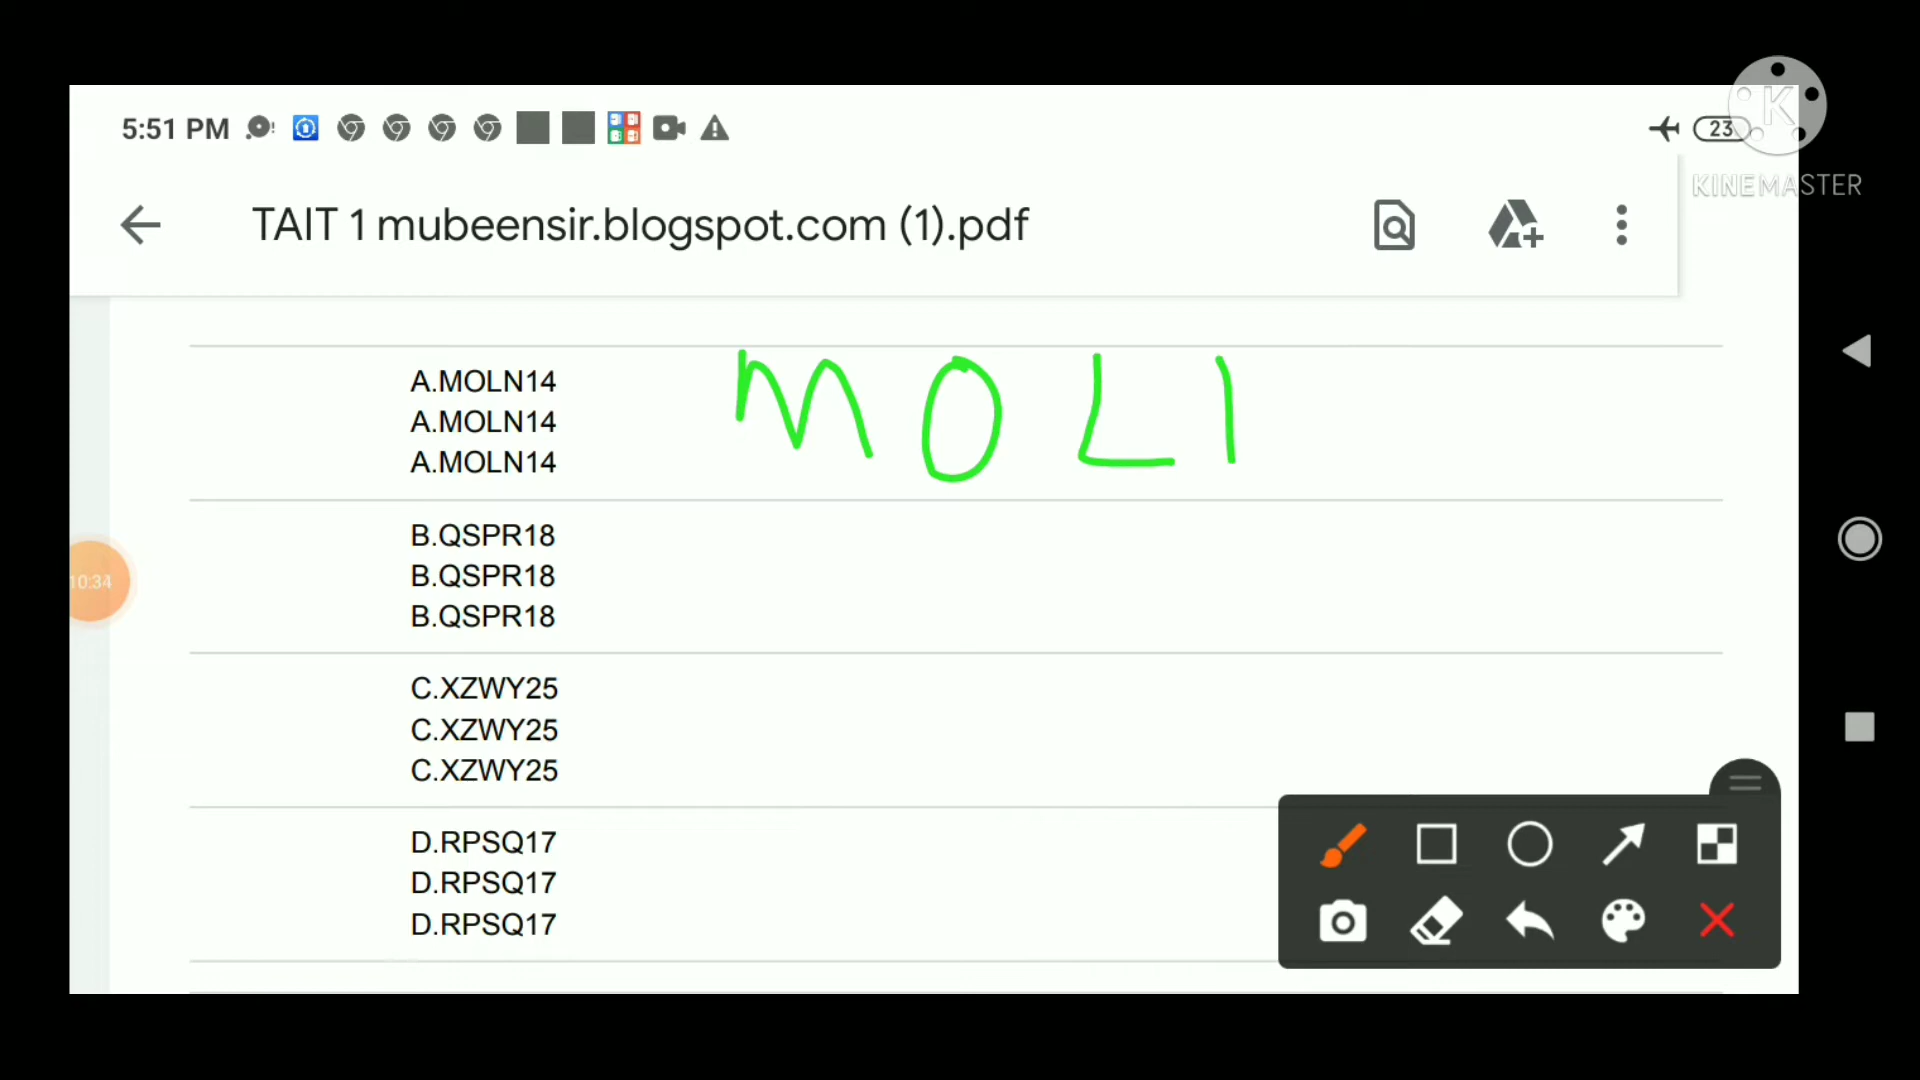 5:51 PM
23
K
KINEMASTER
TAIT 1 mubeensir.blogspot.com (1).pdf
A.MOLN14
A.MOLN14
A.MOLN14
MOL
B.QSPR18
B.QSPR18
B.QSPR18
10:34
C.XZWY25
C.XZWY25
C.XZWY25
D.RPSQ17
D.RPSQ17
D.RPSQ17